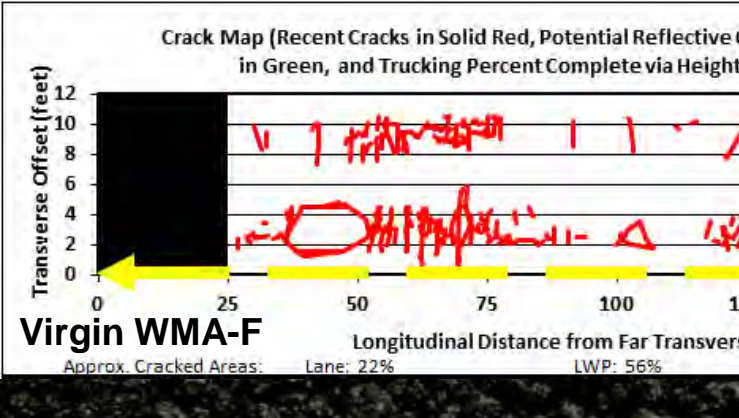 Crack Map (Recent Cracks in Solid Red, Potential Reflective
in Green, and Trucking Percent Complete via Height
Transverse Offset (feet)
12
10
8
6
4
2
0
0 25 50 75 100
Virgin WMA-F
Longitudinal Distance from Far Transvers
Approx. Cracked Areas: Lane: 22% LWP: 56%